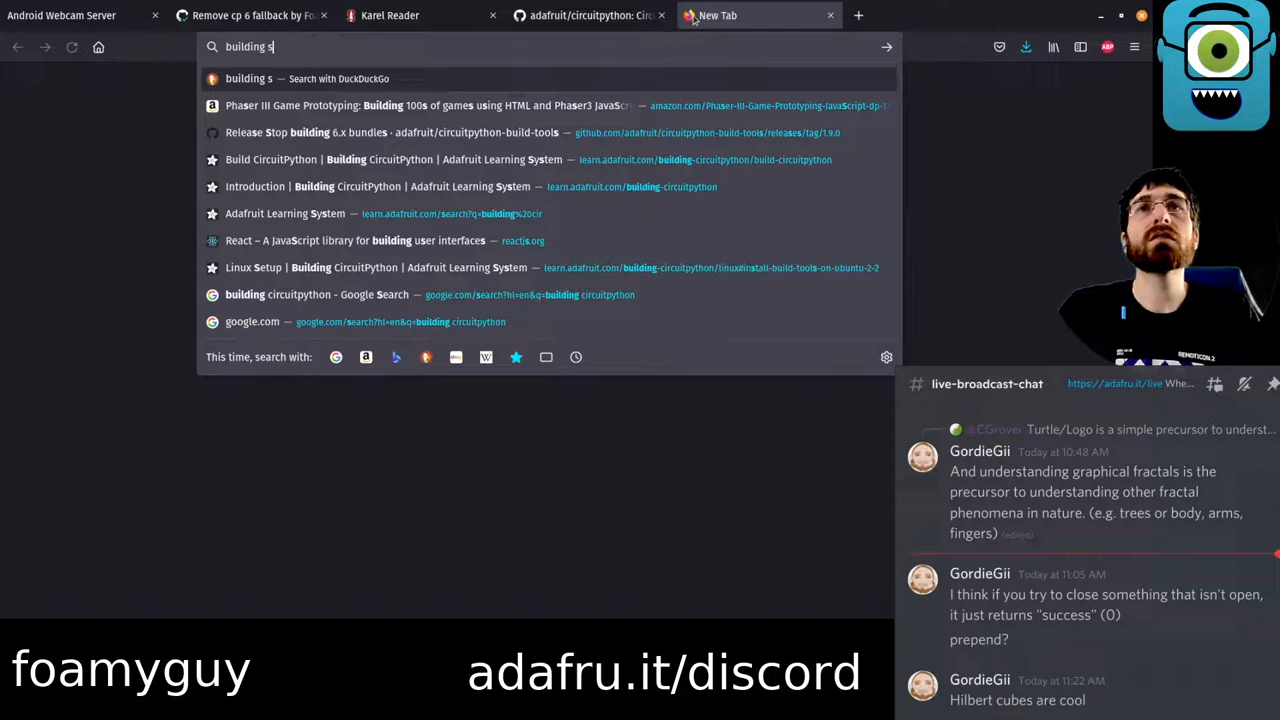 Android Webcam Server
Remove cp 6 fallback by Foa
Karel Reader
adafruit/circuitpython: Circ
New Tab
building s
ABP
building s — Search with DuckDuckGo
Phaser III Game Prototyping: Building 100s of games using HTML and Phaser3 JavaScr — amazon.com/Phaser-III-Game-Prototyping-JavaScript-dp-1
Release Stop building 6.x bundles · adafruit/circuitpython-build-tools — github.com/adafruit/circuitpython-build-tools/releases/tag/1.9.0
Build CircuitPython | Building CircuitPython | Adafruit Learning System — learn.adafruit.com/building-circuitpython/build-circuitpython
Introduction | Building CircuitPython | Adafruit Learning System — learn.adafruit.com/building-circuitpython
Adafruit Learning System — learn.adafruit.com/search?q=building%20cir
React – A JavaScript library for building user interfaces — reactjs.org
Linux Setup | Building CircuitPython | Adafruit Learning System — learn.adafruit.com/building-circuitpython/linux#install-build-tools-on-ubuntu-2-2
building circuitpython - Google Search — google.com/search?hl=en&q=building circuitpython
google.com — google.com/search?hl=en&q=building circuitpython
This time, search with:
REMOTICON.2
# live-broadcast-chat https://adafru.it/live Whe...
@CGrover Turtle/Logo is a simple precursor to underst...
GordieGii Today at 10:48 AM
And understanding graphical fractals is the
precursor to understanding other fractal
phenomena in nature. (e.g. trees or body, arms,
fingers) (edited)
GordieGii Today at 11:05 AM
I think if you try to close something that isn't open,
it just returns "success" (0)
prepend?
GordieGii Today at 11:22 AM
Hilbert cubes are cool
foamyguy
adafru.it/discord